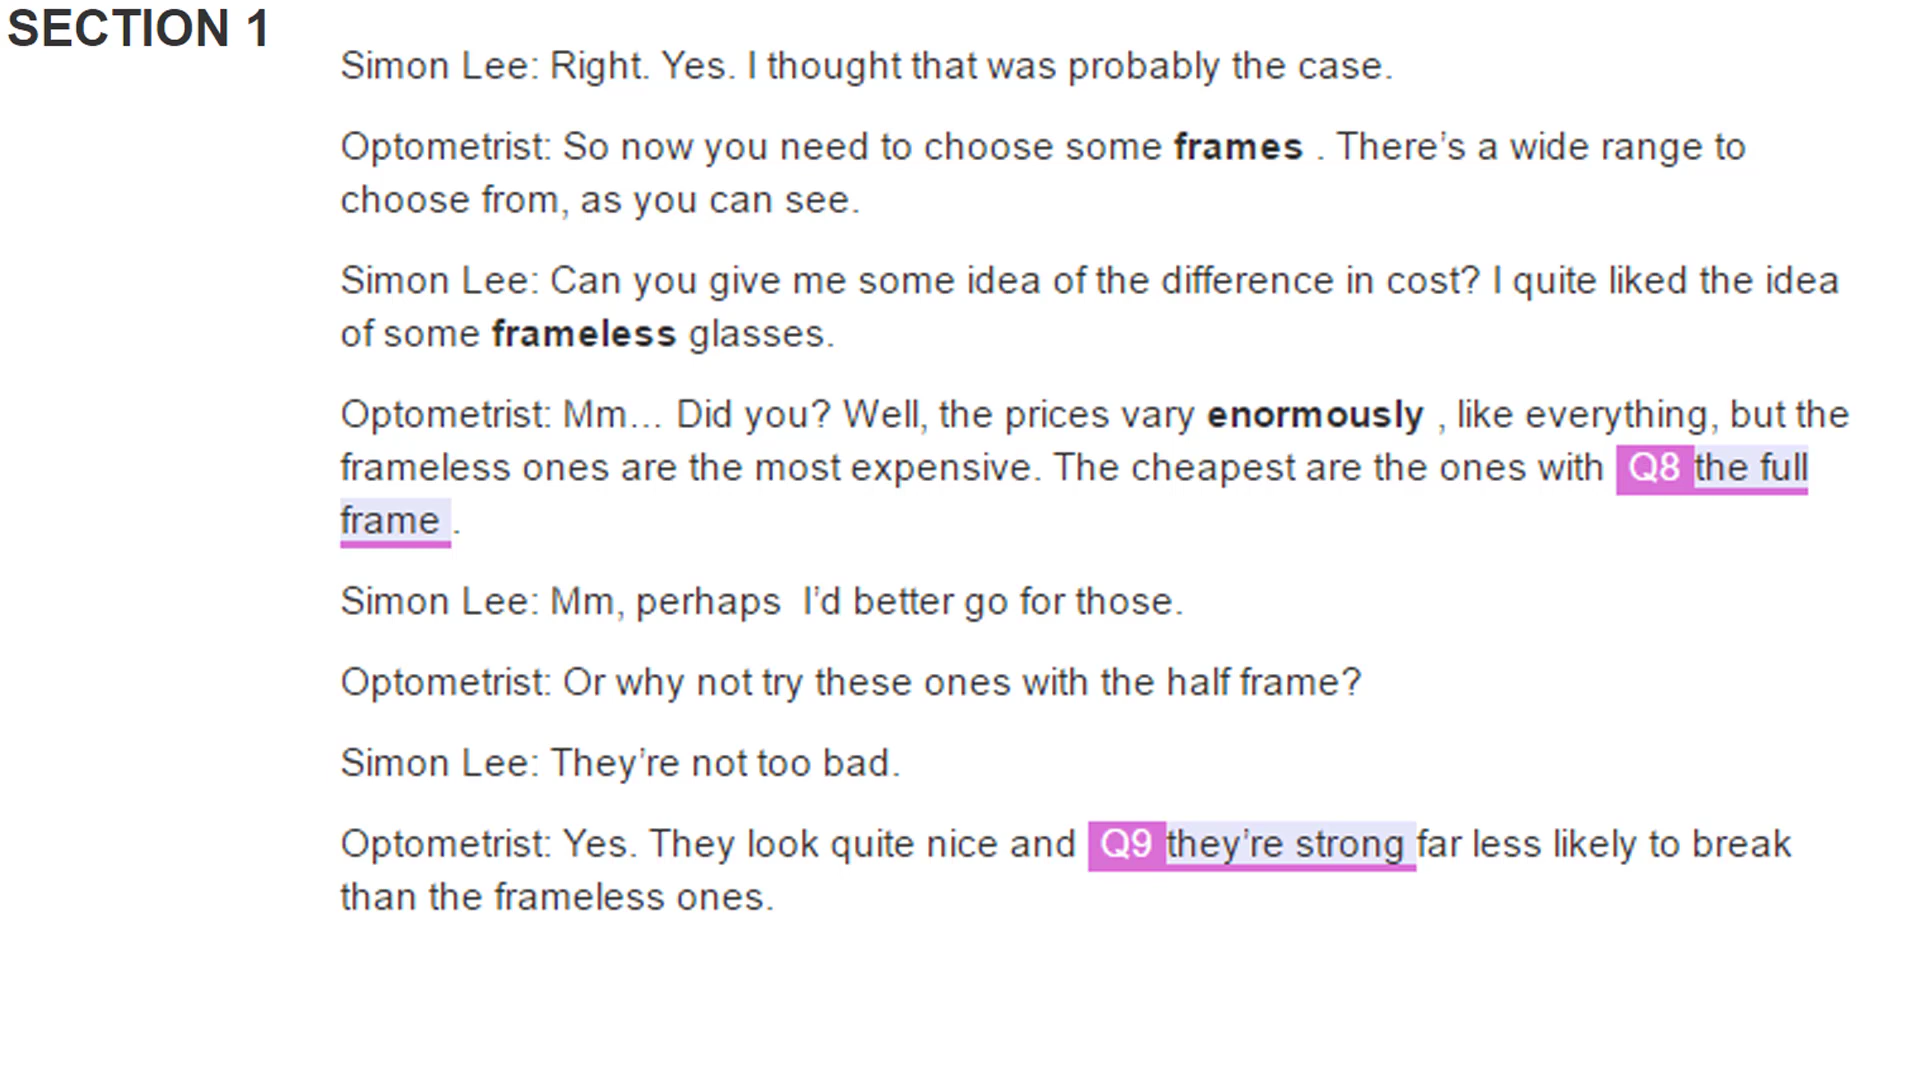 SECTION 1
Simon Lee: Right. Yes. I thought that was probably the case.
Optometrist: So now you need to choose some frames . There’s a wide range to
choose from, as you can see.
Simon Lee: Can you give me some idea of the difference in cost? I quite liked the idea
of some frameless glasses.
Optometrist: Mm… Did you? Well, the prices vary enormously , like everything, but the
frameless ones are the most expensive. The cheapest are the ones with Q8 the full
frame .
Simon Lee: Mm, perhaps  I’d better go for those.
Optometrist: Or why not try these ones with the half frame?
Simon Lee: They’re not too bad.
Optometrist: Yes. They look quite nice and Q9 they’re strong far less likely to break
than the frameless ones.